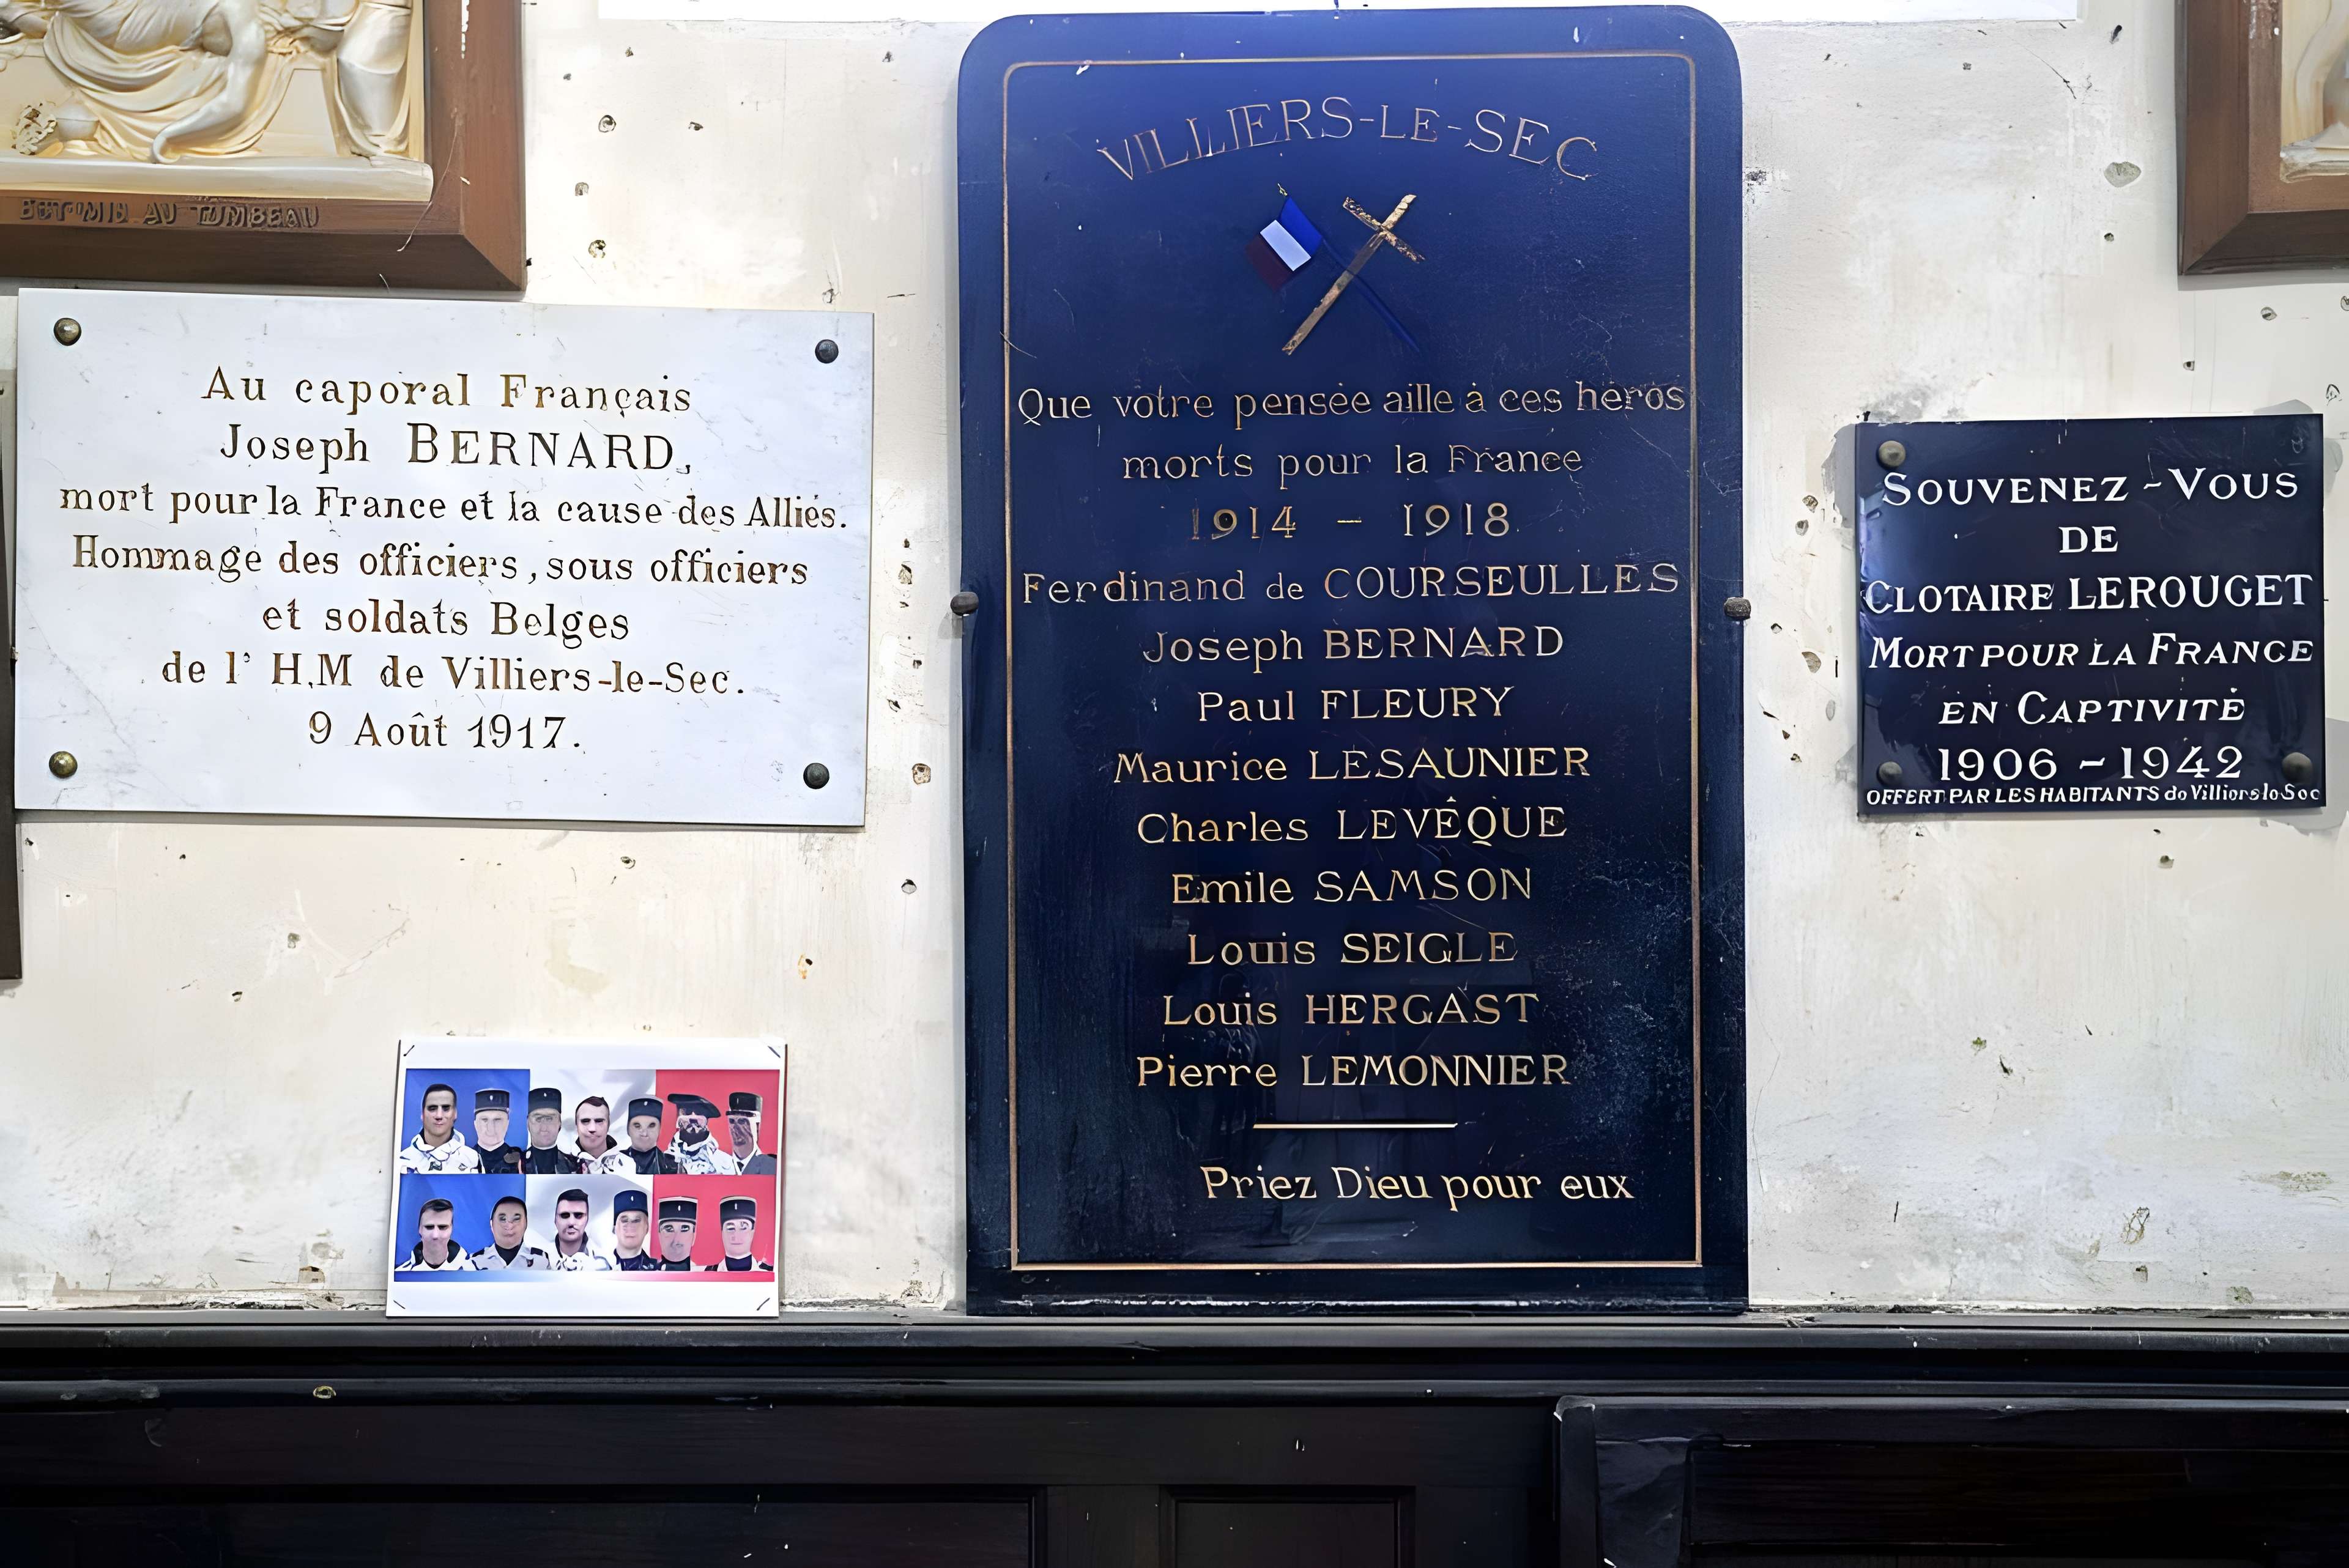 AU TOMBEAU
Au caporal Français
Joseph BERNARD,
mort pour la France et la cause des Alliés.
Hommage des officiers, sous officiers
et soldats Belges
de l' H.M de Villiers-le-Sec.
9 Août 1917.
VILLIERS-LE-SEC
Que votre pensée aille à ces héros
morts pour la France
1914 - 1918
Ferdinand de COURSEULLES
Joseph BERNARD
Paul FLEURY
Maurice LESAUNIER
Charles LEVÊQUE
Emile SAMSON
Louis SEIGLE
Louis HERGAST
Pierre LEMONNIER
Priez Dieu pour eux
SOUVENEZ-VOUS
DE
CLOTAIRE LEROUGET
MORT POUR LA FRANCE
EN CAPTIVITÉ
1906 - 1942
OFFERT PAR LES HABITANTS de Villiers-le-Sec